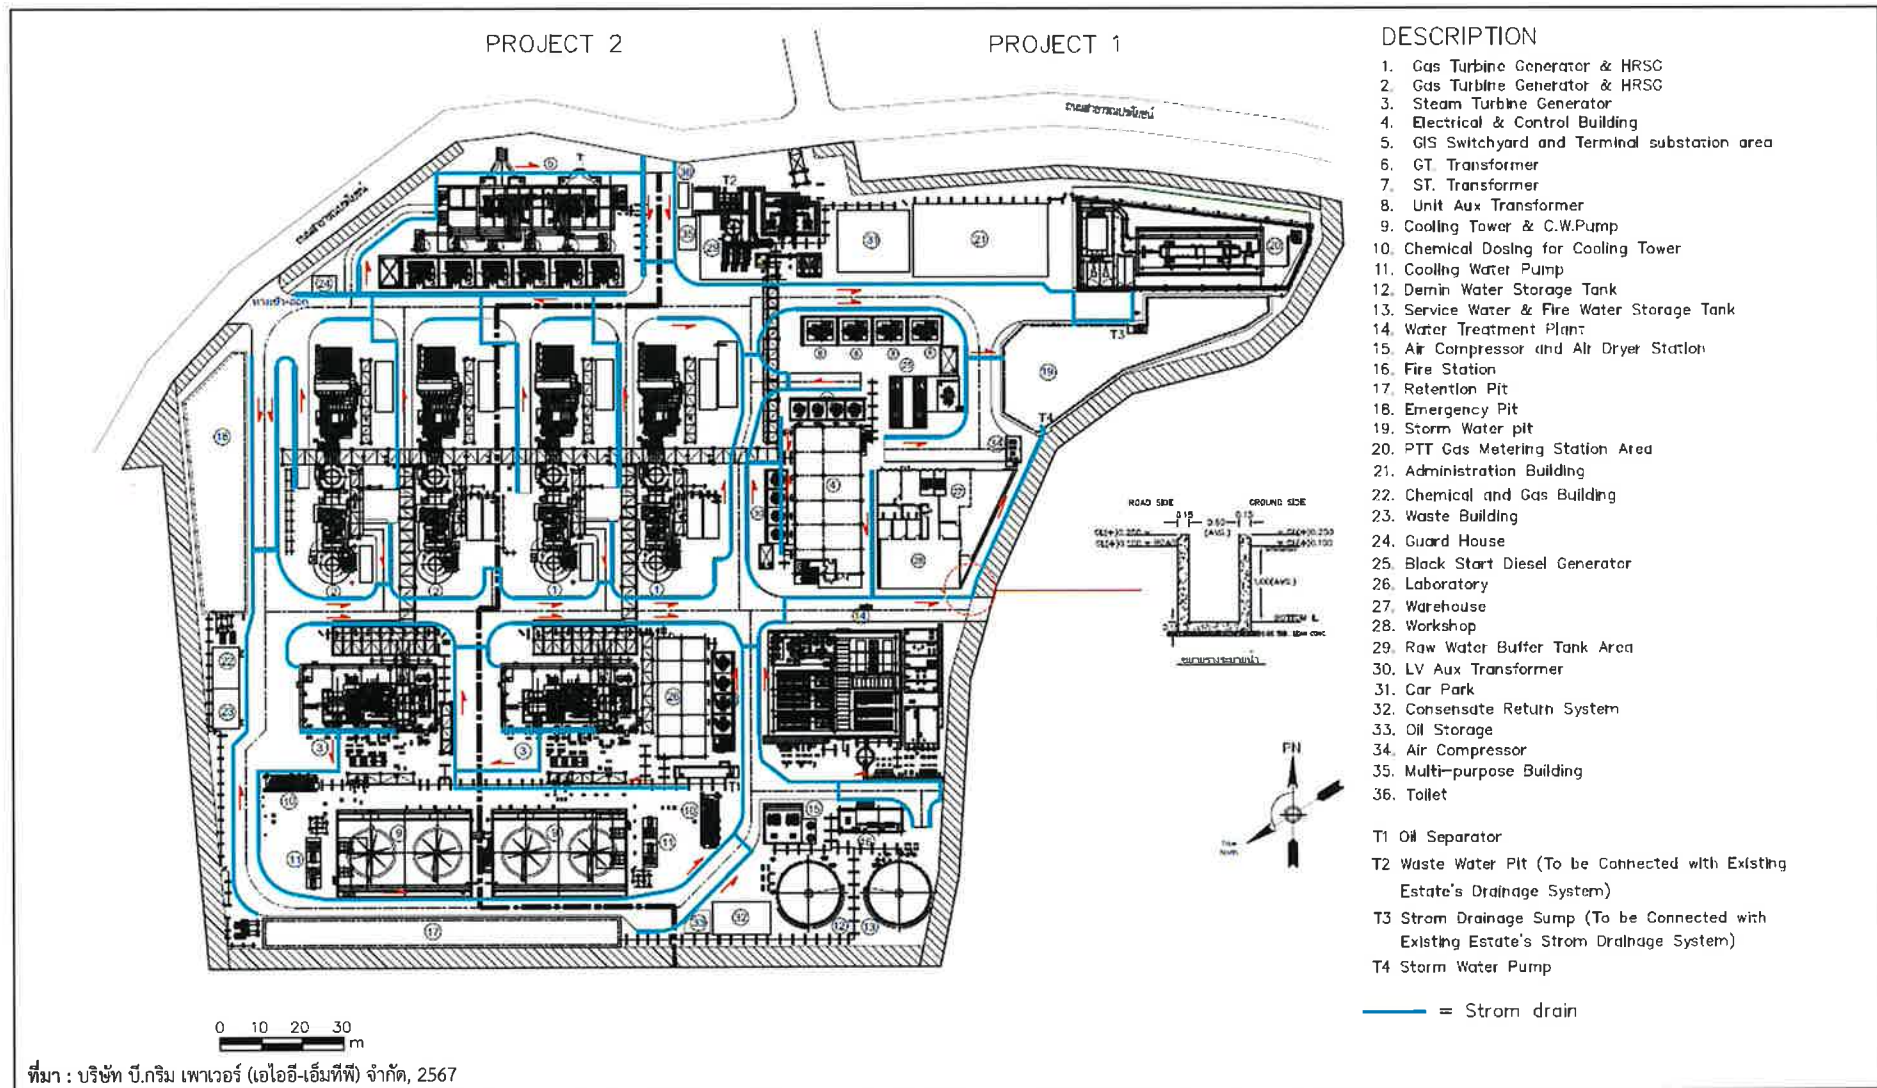 PROJECT 2
PROJECT 1
DESCRIPTION
1. Gas Turbine Generator & HRSG
2. Gas Turbine Generator & HRSG
3. Steam Turbine Generator
4. Electrical & Control Building
5. GIS Switchyard and Terminal substation area
6. GT. Transformer
7. ST. Transformer
8. Unit Aux Transformer
9. Cooling Tower & C.W.Pump
10. Chemical Dosing for Cooling Tower
11. Cooling Water Pump
12. Demin Water Storage Tank
13. Service Water & Fire Water Storage Tank
14. Water Treatment Plant
15. Air Compressor and Air Dryer Station
16. Fire Station
17. Retention Pit
18. Emergency Pit
19. Storm Water pit
20. PTT Gas Metering Station Area
21. Administration Building
22. Chemical and Gas Building
23. Waste Building
24. Guard House
25. Black Start Diesel Generator
26. Laboratory
27. Warehouse
28. Workshop
29. Raw Water Buffer Tank Area
30. LV Aux Transformer
31. Car Park
32. Consensate Return System
33. Oil Storage
34. Air Compressor
35. Multi-purpose Building
36. Toilet
T1 Oil Separator
T2 Waste Water Pit (To be Connected with Existing
Estate's Drainage System)
T3 Strom Drainage Sump (To be Connected with
Existing Estate's Strom Drainage System)
T4 Storm Water Pump
= Strom drain
T2
T3
T4
T1
ROAD SIDE
GROUND SIDE
PN
0 10 20 30
m
ที่มา : บริษัท บี.กริม เพาเวอร์ (เอไออี-เอ็มทีพี) จำกัด, 2567